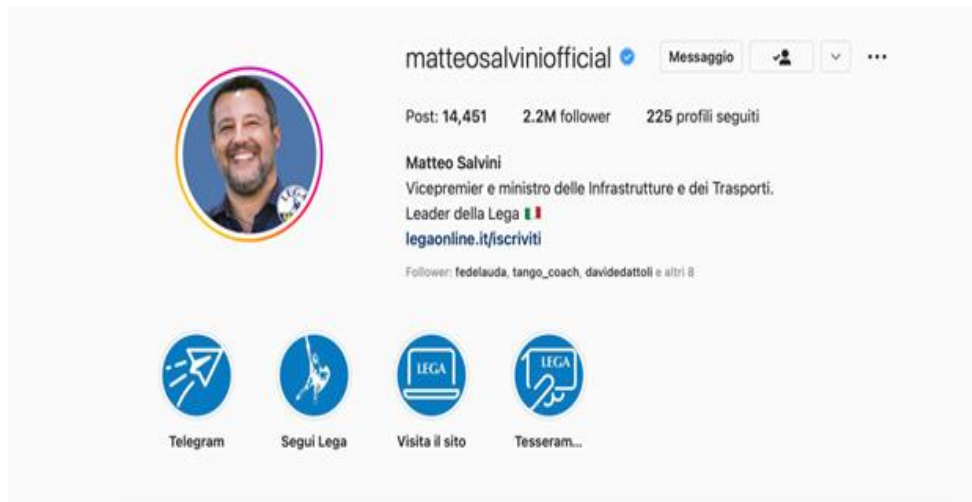 matteosalviniofficial Messaggio
Post: 14,451 2.2M follower 225 profili seguiti
Matteo Salvini
Vicepremier e ministro delle Infrastrutture e dei Trasporti.
Leader della Lega
legaonline.it/iscriviti
Follower: fedelauda, tango_coach, davidedattoli e altri 8
LEGA
LEGA LEGA
Telegram Segui Lega Visita il sito Tesseram...